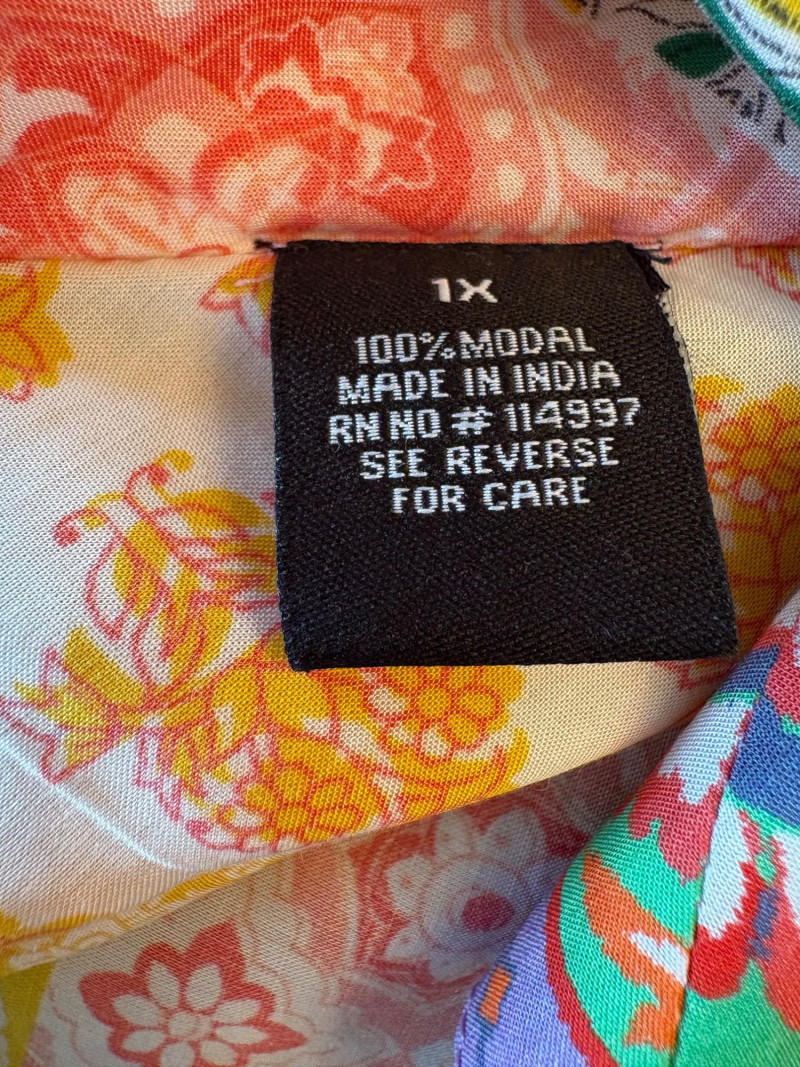 1X
100% MODAL
MADE IN INDIA
RN NO # 114997
SEE REVERSE
FOR CARE